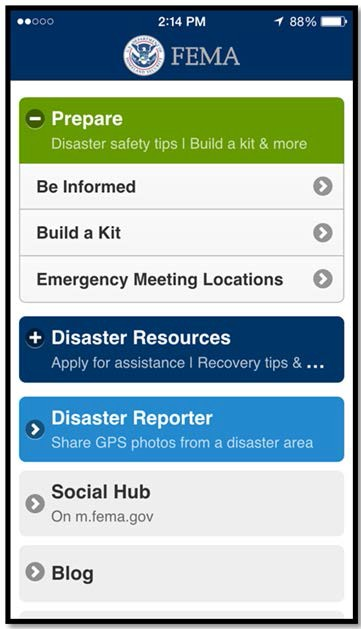 2:14 PM 88%
FEMA
Prepare
Disaster safety tips | Build a kit & more
Be Informed
Build a Kit
Emergency Meeting Locations
Disaster Resources
Apply for assistance | Recovery tips & ...
Disaster Reporter
Share GPS photos from a disaster area
Social Hub
On m.fema.gov
Blog